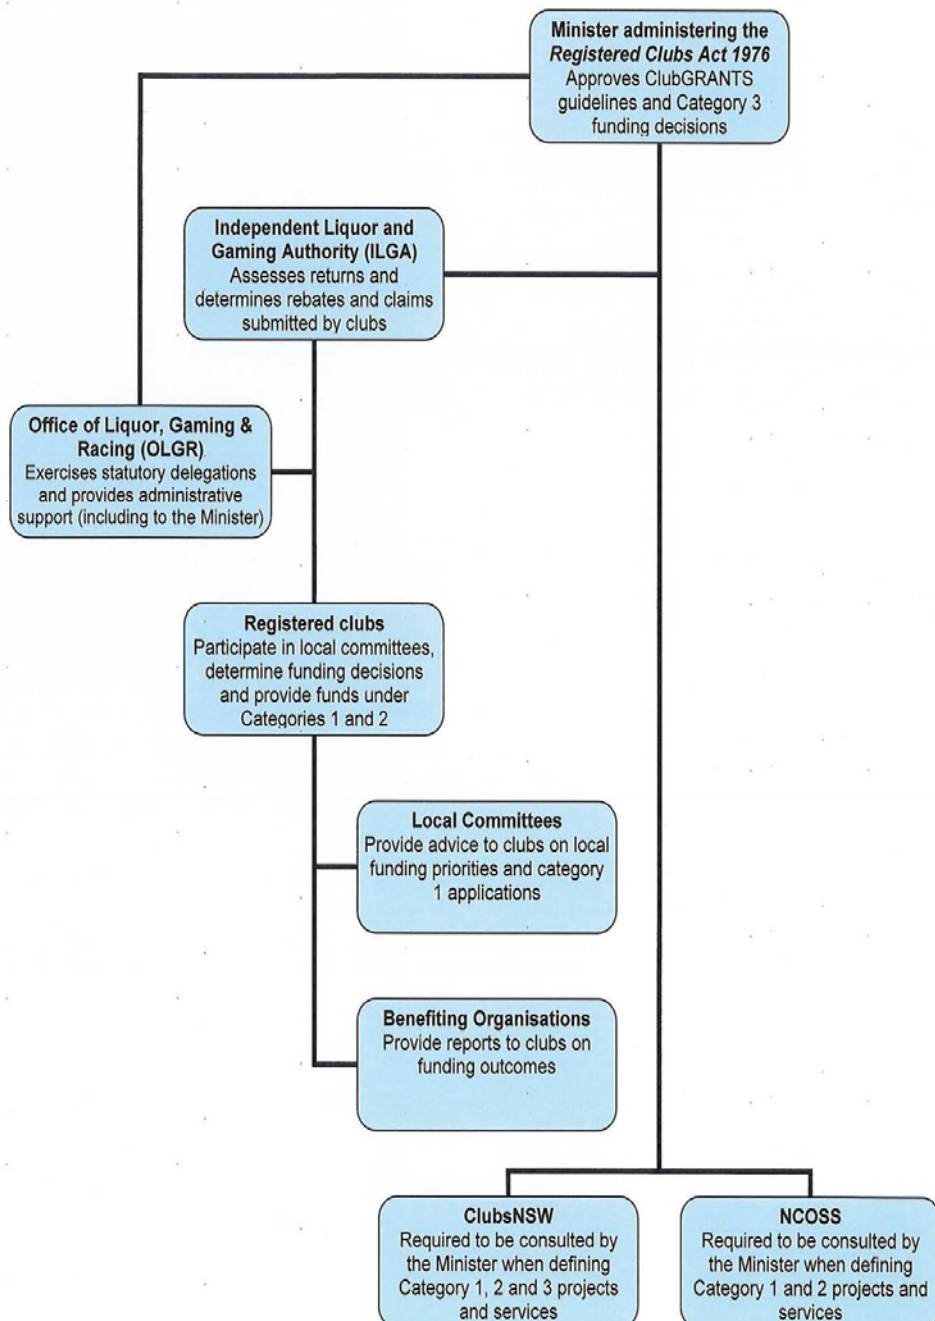 Minister administering the
Registered Clubs Act 1976
Approves ClubGRANTS
guidelines and Category 3
funding decisions
Independent Liquor and
Gaming Authority (ILGA)
Assesses returns and
determines rebates and claims
submitted by clubs
Office of Liquor, Gaming &
Racing (OLGR)
Exercises statutory delegations
and provides administrative
support (including to the Minister)
Registered clubs
Participate in local committees,
determine funding decisions
and provide funds under
Categories 1 and 2
Local Committees
Provide advice to clubs on local
funding priorities and category
1 applications
Benefiting Organisations
Provide reports to clubs on
funding outcomes
ClubsNSW
Required to be consulted by
the Minister when defining
Category 1, 2 and 3 projects
and services
NCOSS
Required to be consulted by
the Minister when defining
Category 1 and 2 projects and
services